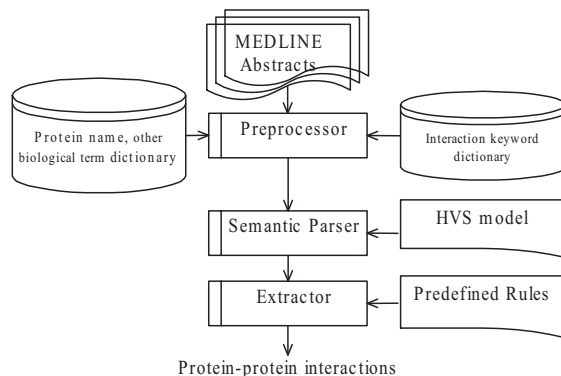 MEDLINE
Abstracts
Protein name, other
biological term dictionary
Preprocessor
Interaction keyword
dictionary
Semantic Parser
HVS model
Extractor
Predefined Rules
Protein-protein interactions